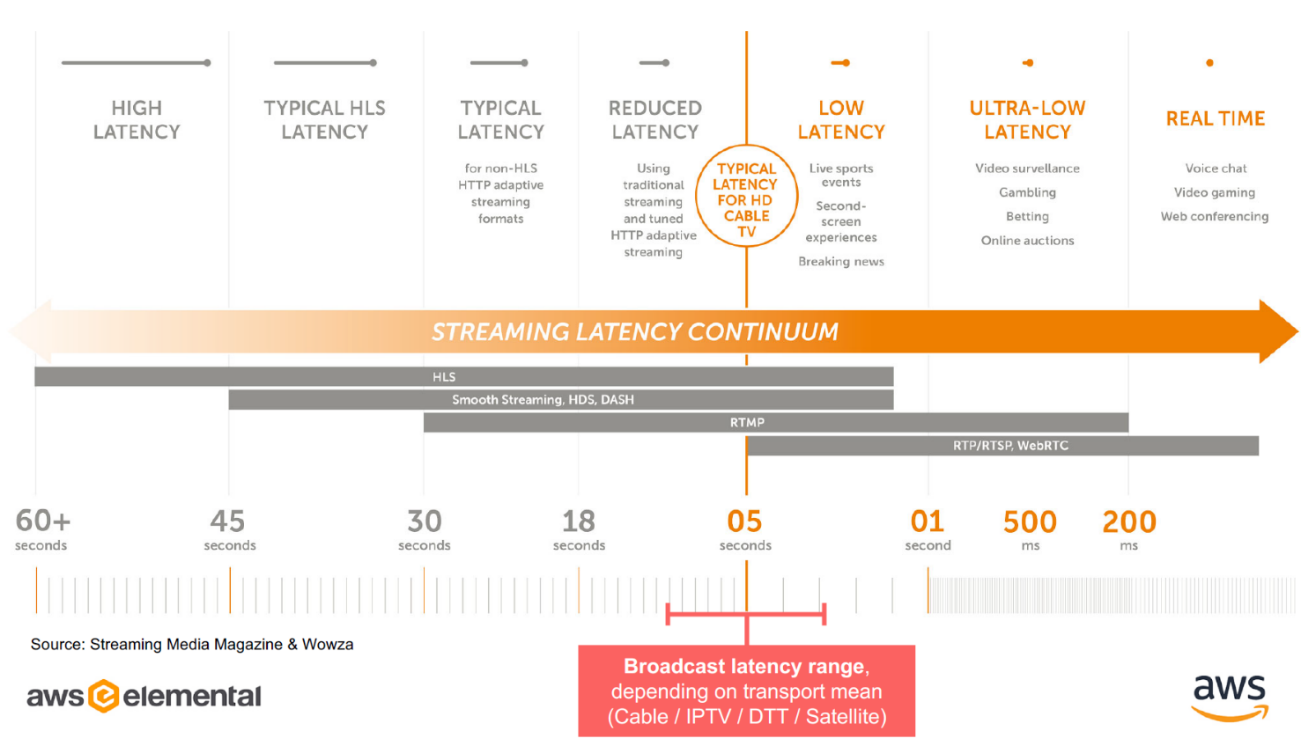 HIGH
LATENCY
TYPICAL HLS
LATENCY
TYPICAL
LATENCY
for non-HLS
HTTP adaptive
streaming
formats
REDUCED
LATENCY
Using
traditional
streaming
and tuned
HTTP adaptive
streaming
TYPICAL
LATENCY
FOR HD
CABLE
TV
LOW
LATENCY
Live sports
events
Second-
screen
experiences
Breaking news
ULTRA-LOW
LATENCY
Video survellance
Gambling
Betting
Online auctions
REAL TIME
Voice chat
Video gaming
Web conferencing
STREAMING LATENCY CONTINUUM
HLS
Smooth Streaming, HDS, DASH
RTMP
RTP/RTSP, WebRTC
60+
seconds
45
seconds
30
seconds
18
seconds
05
seconds
01
second
500
ms
200
ms
Source: Streaming Media Magazine & Wowza
Broadcast latency range,
depending on transport mean
(Cable / IPTV / DTT / Satellite)
aws elemental
aws